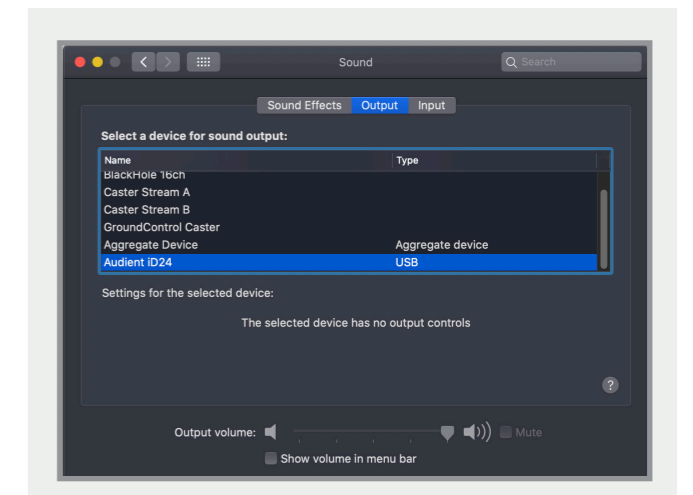 Sound
Search
Sound Effects Output Input
Select a device for sound output:
Name Type
BlackHole 16ch
Caster Stream A
Caster Stream B
GroundControl Caster
Aggregate Device Aggregate device
Audient iD24 USB
Settings for the selected device:
The selected device has no output controls
?
Output volume: Mute
Show volume in menu bar